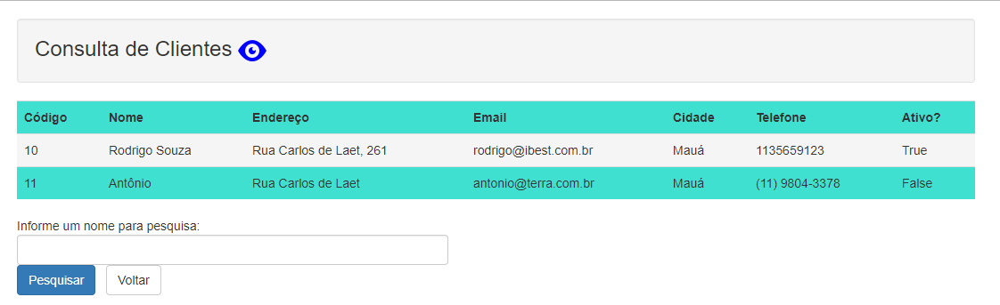 Consulta de Clientes
Código Nome Endereço Email Cidade Telefone Ativo?
10 Rodrigo Souza Rua Carlos de Laet, 261 rodrigo@ibest.com.br Mauá 1135659123 True
11 Antônio Rua Carlos de Laet antonio@terra.com.br Mauá (11) 9804-3378 False
Informe um nome para pesquisa:
Pesquisar Voltar